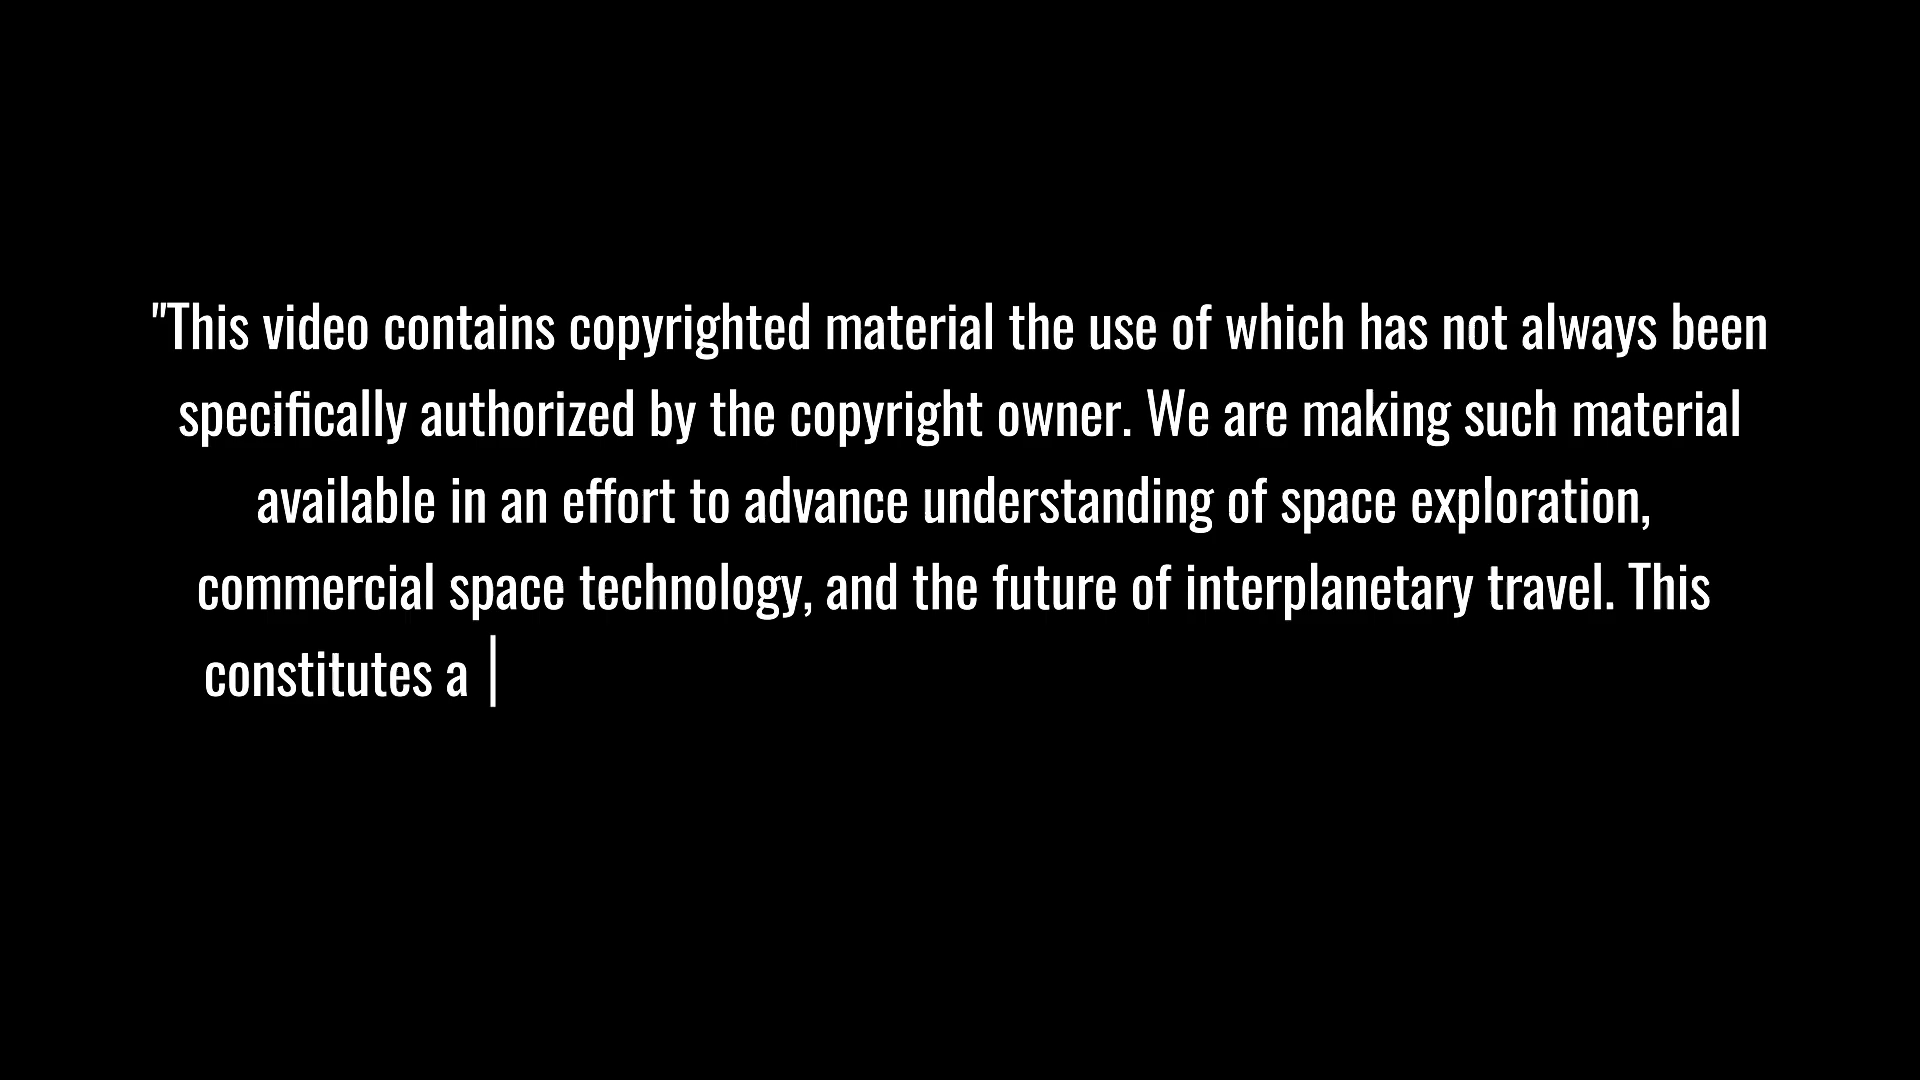 "This video contains copyrighted material the use of which has not always been
specifically authorized by the copyright owner. We are making such material
available in an effort to advance understanding of space exploration,
commercial space technology, and the future of interplanetary travel. This
constitutes a